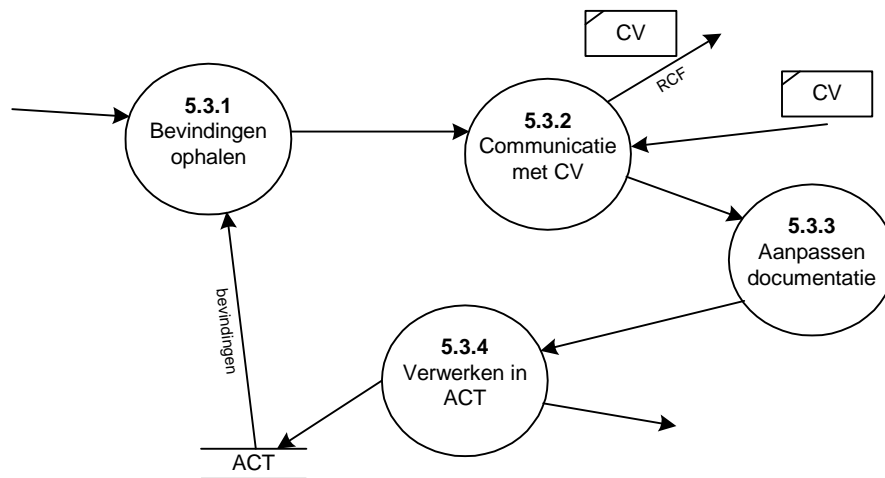 CV
RCF
CV
5.3.1
Bevindingen
ophalen
5.3.2
Communicatie
met CV
5.3.3
Aanpassen
documentatie
bevindingen
5.3.4
Verwerken in
ACT
ACT